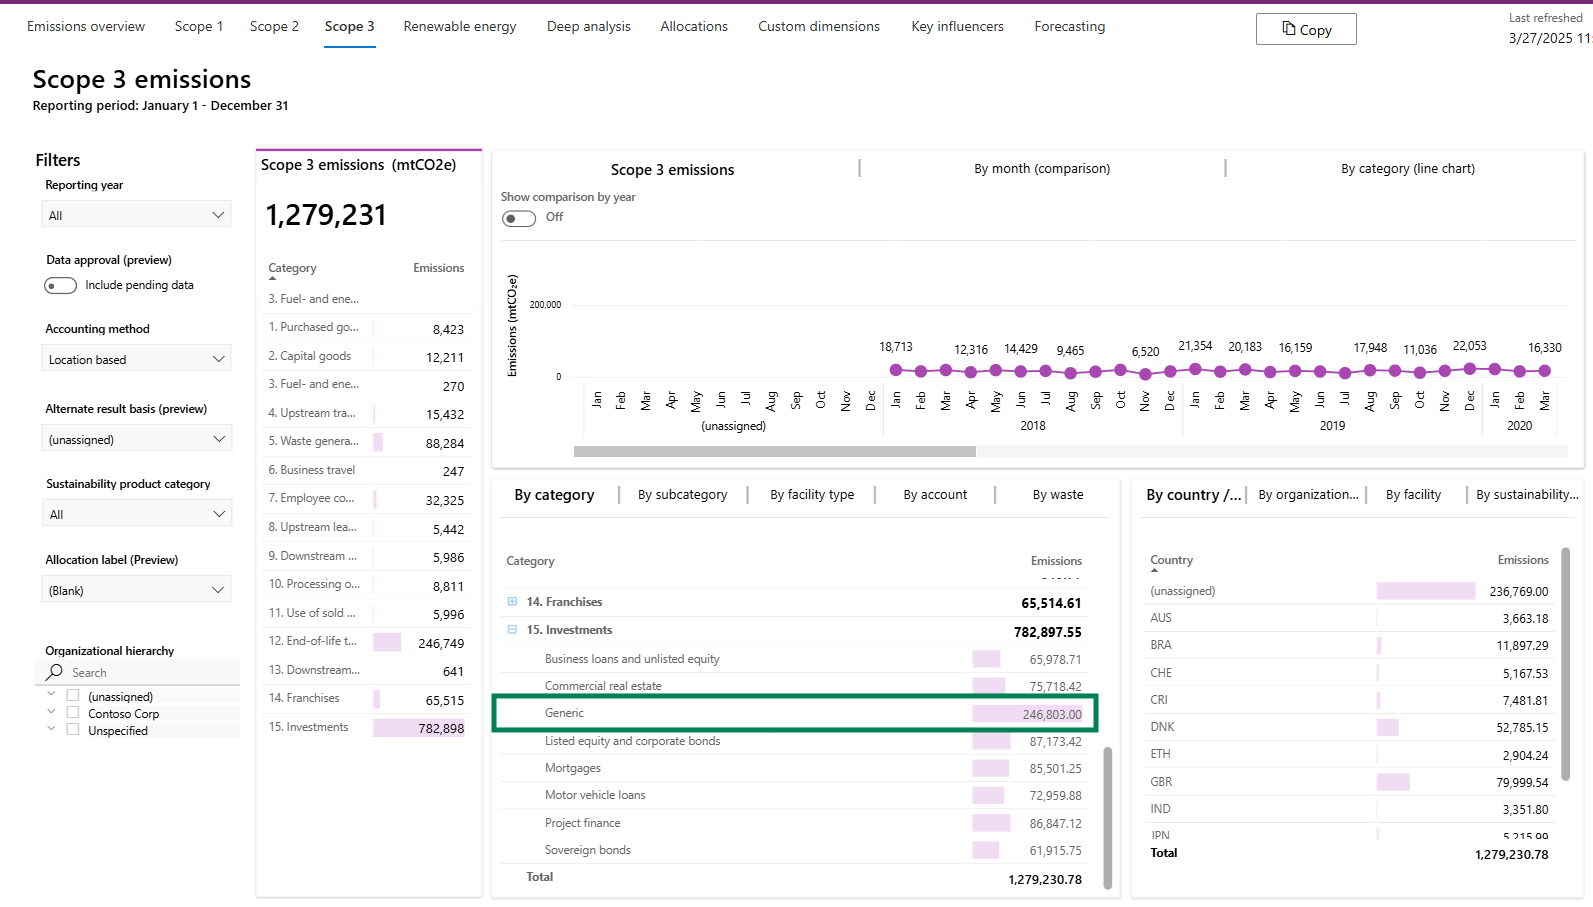 Emissions overview Scope 1 Scope 2 Scope 3 Renewable energy Deep analysis Allocations Custom dimensions Key influencers Forecasting
Copy
Last refreshed
3/27/2025 11:
Scope 3 emissions
Reporting period: January 1 - December 31
Filters
Reporting year
All
Data approval (preview)
Include pending data
Accounting method
Location based
Alternate result basis (preview)
(unassigned)
Sustainability product category
All
Allocation label (Preview)
(Blank)
Organizational hierarchy
Search
(unassigned)
Contoso Corp
Unspecified
Scope 3 emissions (mtCO2e)
1,279,231
Category Emissions
3. Fuel- and ene...
1. Purchased go... 8,423
2. Capital goods 12,211
3. Fuel- and ene... 270
4. Upstream tra... 15,432
5. Waste genera... 88,284
6. Business travel 247
7. Employee co... 32,325
8. Upstream lea... 5,442
9. Downstream ... 5,986
10. Processing o... 8,811
11. Use of sold ... 5,996
12. End-of-life t... 246,749
13. Downstream... 641
14. Franchises 65,515
15. Investments 782,898
Scope 3 emissions By month (comparison) By category (line chart)
Show comparison by year
Off
Emissions (mtCO₂e)
200,000
0
18,713 12,316 14,429 9,465 6,520 21,354 20,183 16,159 17,948 11,036 22,053 16,330
Jan Feb Mar Apr May Jun Jul Aug Sep Oct Nov Dec Jan Feb Mar Apr May Jun Jul Aug Sep Oct Nov Dec Jan Feb Mar Apr May Jun Jul Aug Sep Oct Nov Dec Jan Feb Mar
(unassigned) 2018 2019 2020
By category By subcategory By facility type By account By waste
Category Emissions
14. Franchises 65,514.61
15. Investments 782,897.55
Business loans and unlisted equity 65,978.71
Commercial real estate 75,718.42
Generic 246,803.00
Listed equity and corporate bonds 87,173.42
Mortgages 85,501.25
Motor vehicle loans 72,959.88
Project finance 86,847.12
Sovereign bonds 61,915.75
Total 1,279,230.78
By country /... By organization... By facility By sustainability...
Country Emissions
(unassigned) 236,769.00
AUS 3,663.18
BRA 11,897.29
CHE 5,167.53
CRI 7,481.81
DNK 52,785.15
ETH 2,904.24
GBR 79,999.54
IND 3,351.80
JPN 5,215.99
Total 1,279,230.78